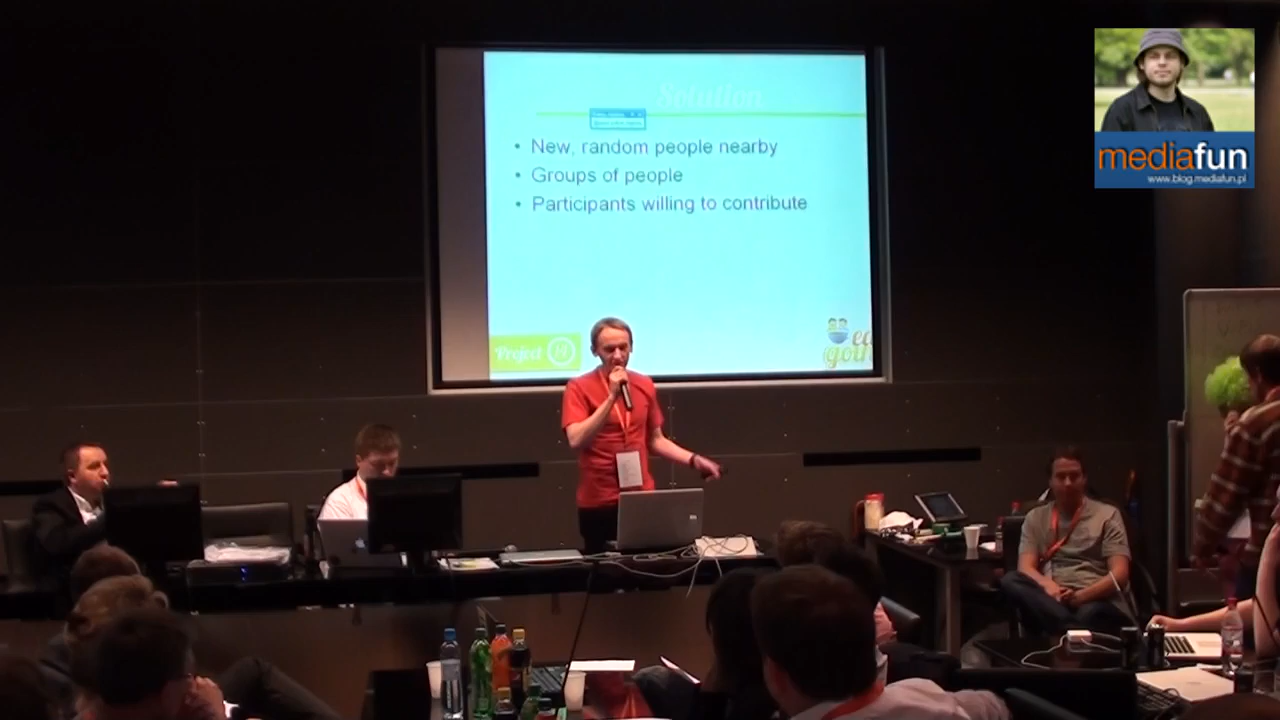 mediafun
www.blog.mediafun.pl
Solution
• New, random people nearby
• Groups of people
• Participants willing to contribute
Project